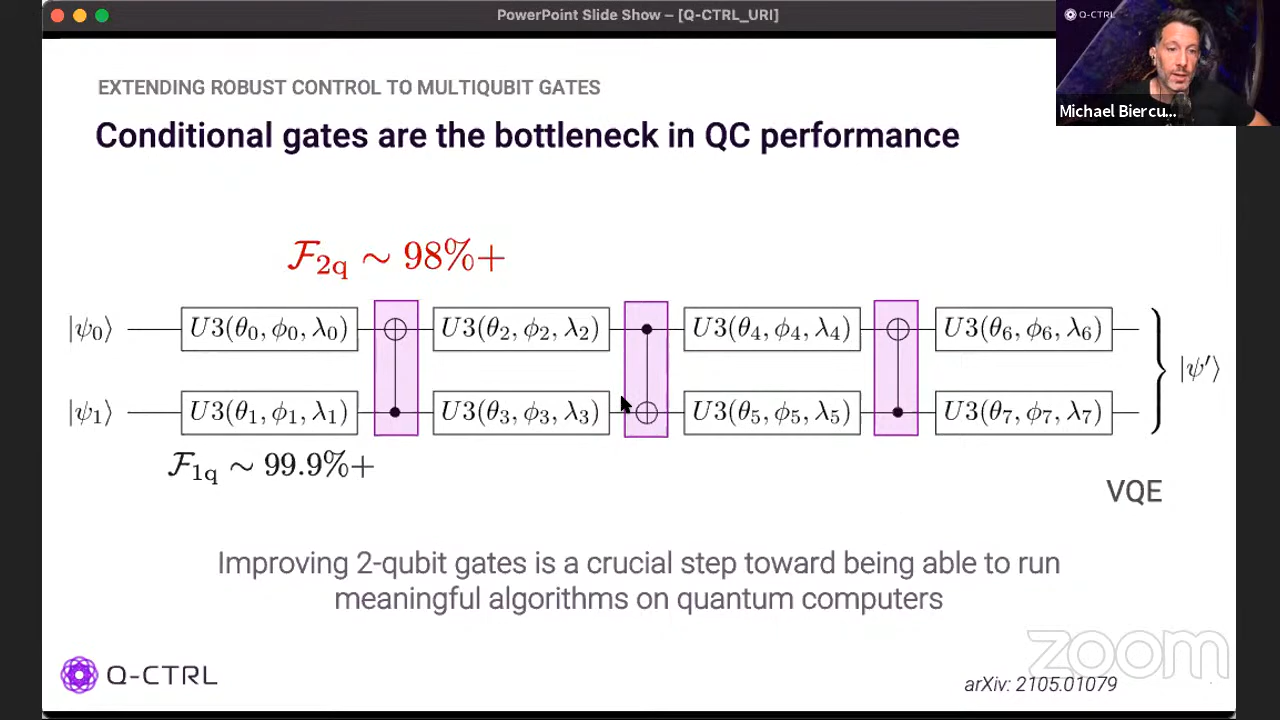 PowerPoint Slide Show – [Q-CTRL_URI]
Q-CTRL
Michael Biercu...
EXTENDING ROBUST CONTROL TO MULTIQUBIT GATES
Conditional gates are the bottleneck in QC performance
F2q ∼ 98%+
|ψ0⟩ U3(θ0, ϕ0, λ0) U3(θ2, ϕ2, λ2) U3(θ4, ϕ4, λ4) U3(θ6, ϕ6, λ6)
|ψ′⟩
|ψ1⟩ U3(θ1, ϕ1, λ1) U3(θ3, ϕ3, λ3) U3(θ5, ϕ5, λ5) U3(θ7, ϕ7, λ7)
F1q ∼ 99.9%+
VQE
Improving 2-qubit gates is a crucial step toward being able to run
meaningful algorithms on quantum computers
Q-CTRL
zoom
arXiv: 2105.01079